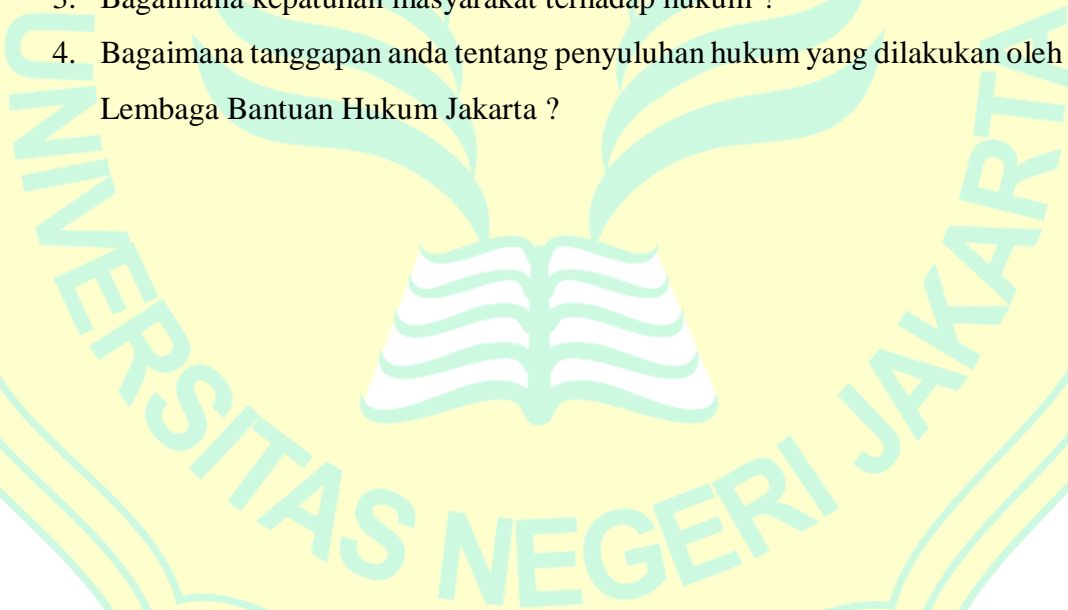 3. Bagaimana kepatuhan masyarakat terhadap hukum ?
4. Bagaimana tanggapan anda tentang penyuluhan hukum yang dilakukan oleh
Lembaga Bantuan Hukum Jakarta ?
UNIVERSITAS NEGERI JAKARTA